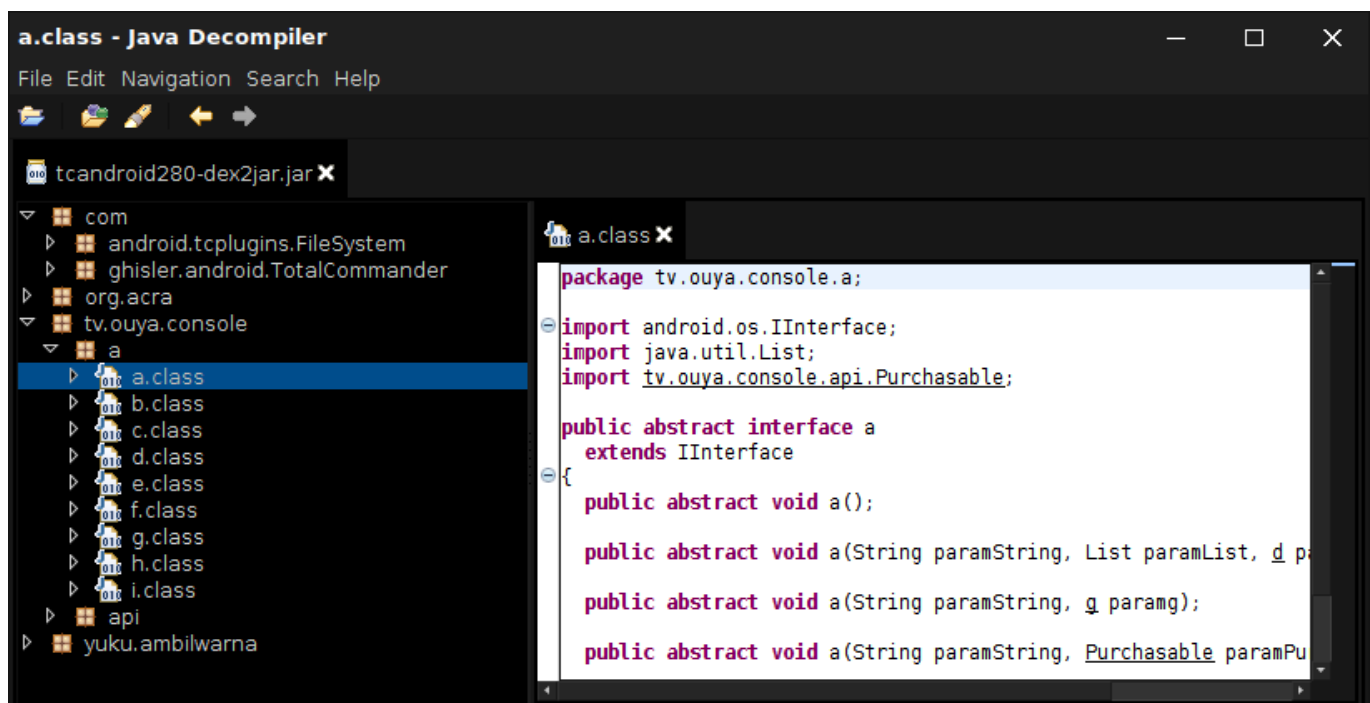 a.class - Java Decompiler
File Edit Navigation Search Help
tcandroid280-dex2jar.jar
com
android.tcplugins.FileSystem
ghisler.android.TotalCommander
org.acra
tv.ouya.console
a
a.class
b.class
c.class
d.class
e.class
f.class
g.class
h.class
i.class
api
yuku.ambilwarna
a.class
package tv.ouya.console.a;
import android.os.IInterface;
import java.util.List;
import tv.ouya.console.api.Purchasable;
public abstract interface a
extends IInterface
{
public abstract void a();
public abstract void a(String paramString, List paramList, d pa
public abstract void a(String paramString, g paramg);
public abstract void a(String paramString, Purchasable paramPu